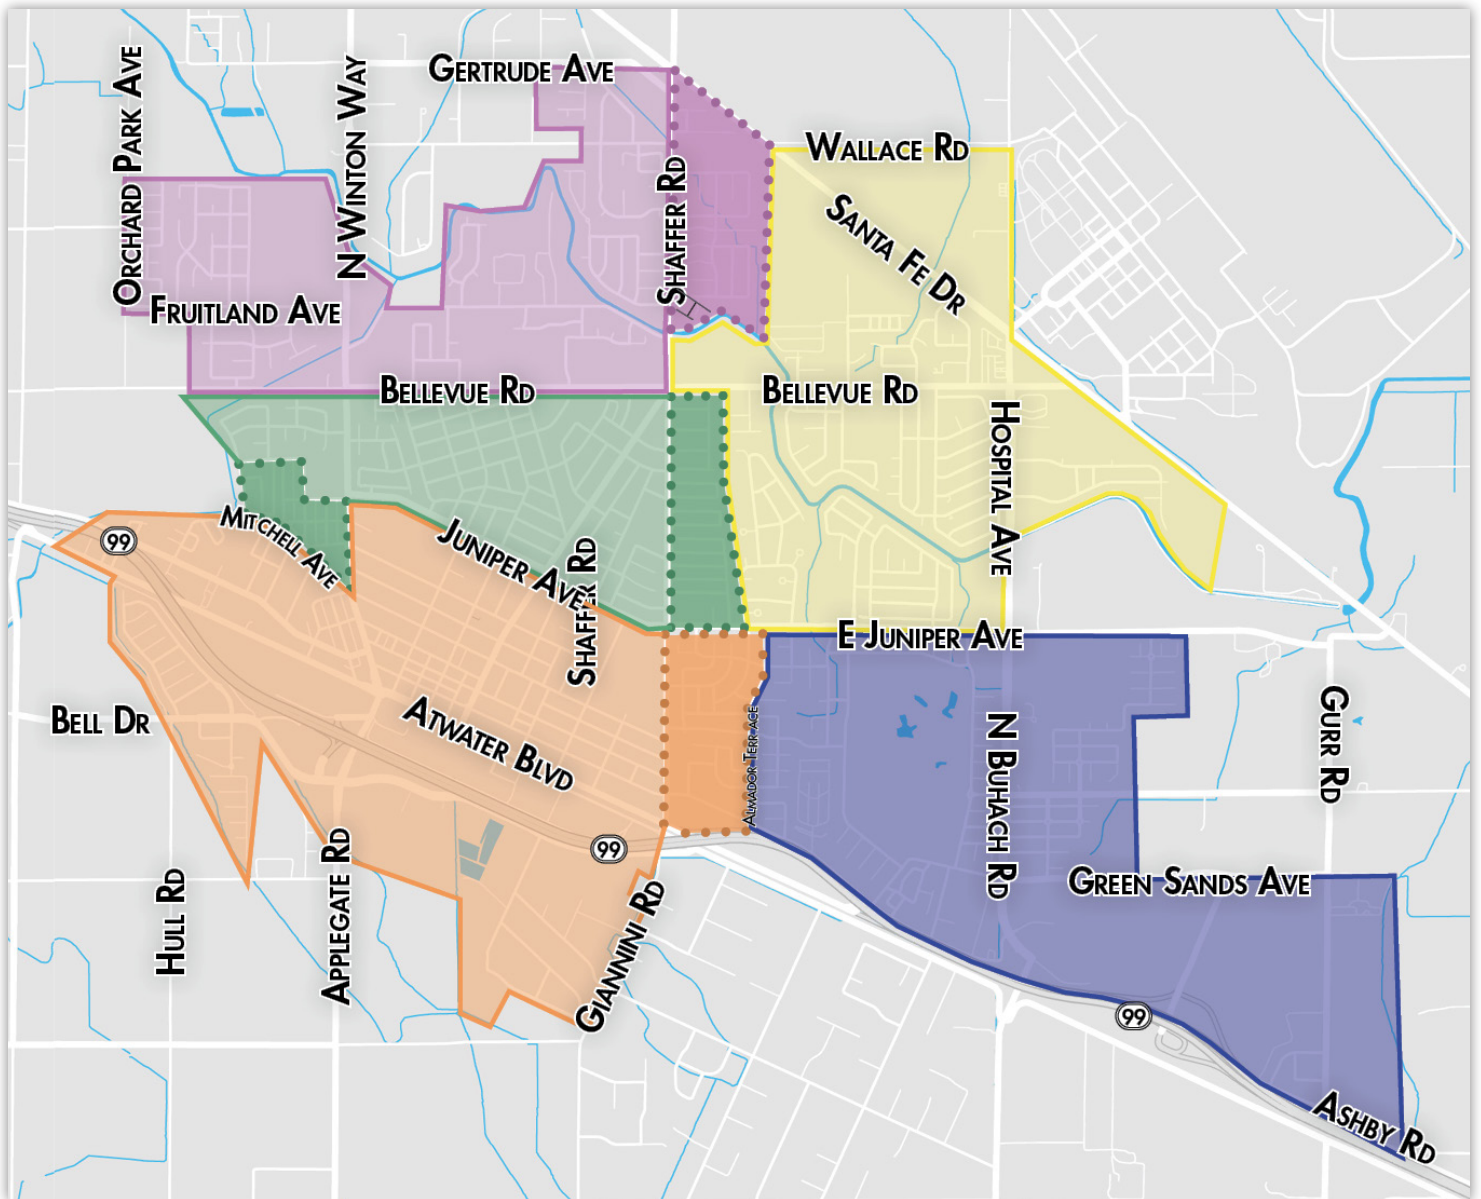 GERTRUDE AVE
ORCHARD PARK AVE
N WINTON WAY
WALLACE RD
SHAFFER RD
SANTA FE DR
FRUITLAND AVE
BELLEVUE RD
BELLEVUE RD
HOSPITAL AVE
MITCHELL AVE
99
JUNIPER AVE
SHAFFER RD
E JUNIPER AVE
BELL DR
ATWATER BLVD
ALMADOR TERRACE
N BUHACH RD
GURR RD
99
GREEN SANDS AVE
HULL RD
APPLEGATE RD
GIANNINI RD
99
ASHBY RD